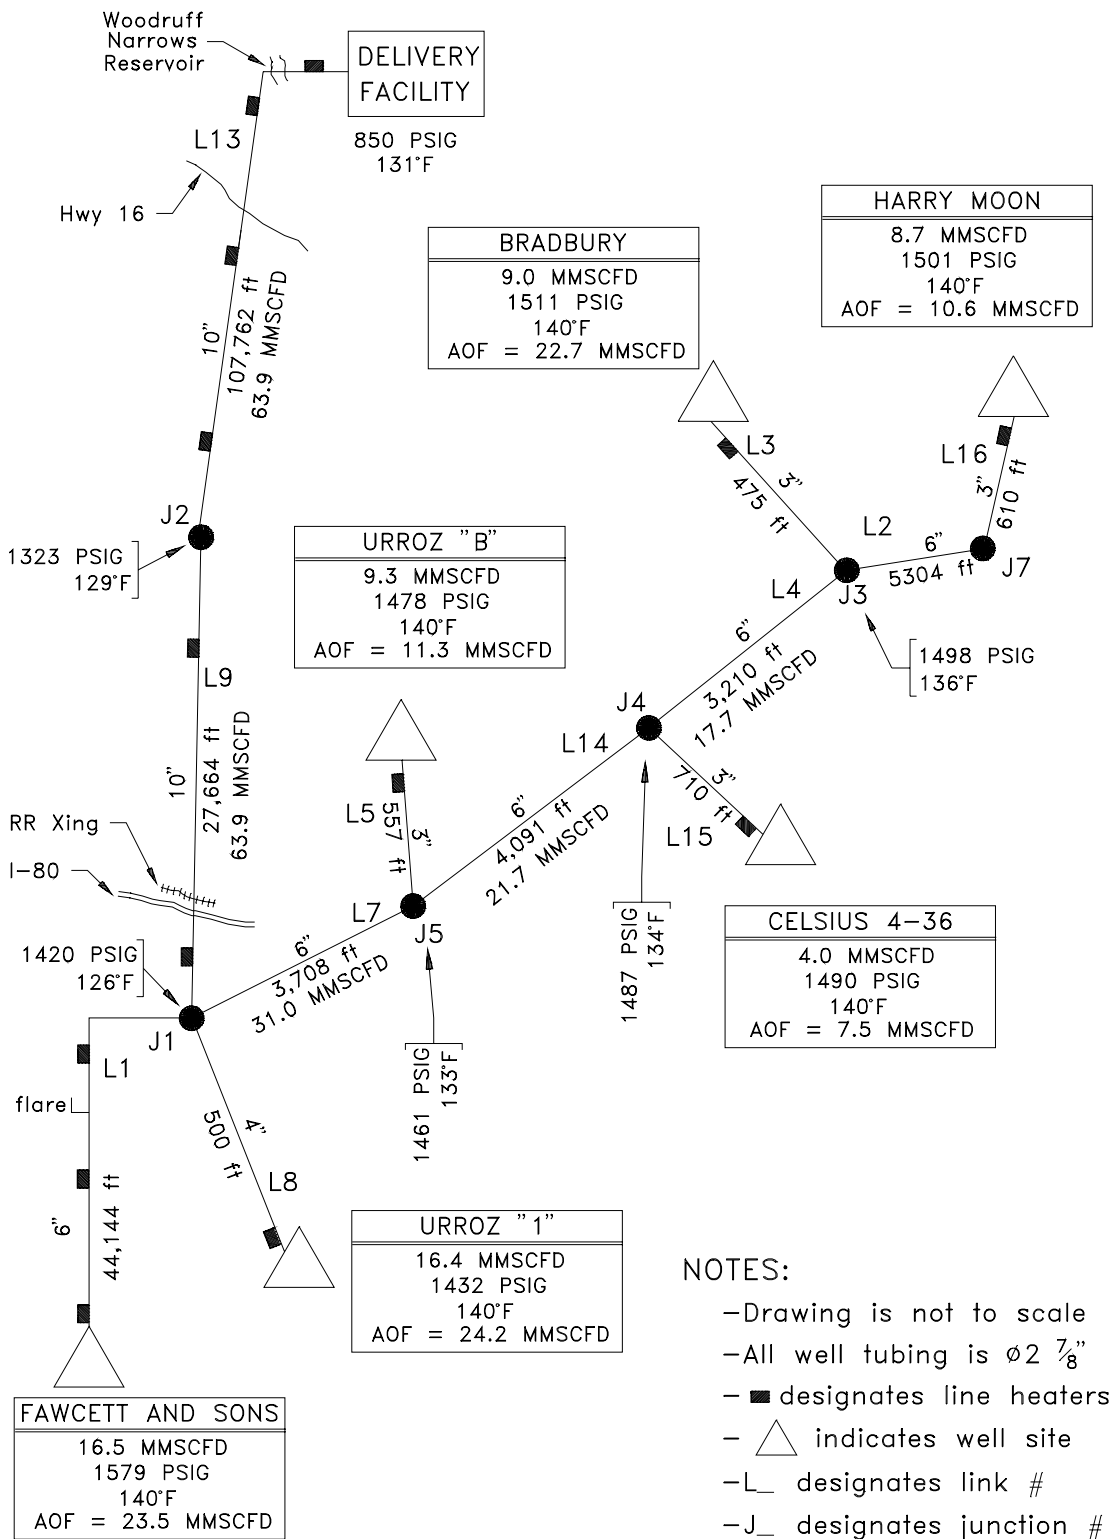 Woodruff
Narrows
Reservoir
DELIVERY
FACILITY
850 PSIG
131°F
L13
Hwy 16
10"
107,762 ft
63.9 MMSCFD
HARRY MOON
8.7 MMSCFD
1501 PSIG
140°F
AOF = 10.6 MMSCFD
BRADBURY
9.0 MMSCFD
1511 PSIG
140°F
AOF = 22.7 MMSCFD
L3
3"
475 ft
L16
3"
610 ft
L2
6"
5304 ft
J7
J3
1498 PSIG
136°F
J2
1323 PSIG
129°F
URROZ "B"
9.3 MMSCFD
1478 PSIG
140°F
AOF = 11.3 MMSCFD
L4
6"
3,210 ft
17.7 MMSCFD
J4
L9
10"
27,664 ft
63.9 MMSCFD
L14
6"
4,091 ft
21.7 MMSCFD
3"
710 ft
L15
L5
3"
557 ft
RR Xing
I-80
L7
J5
6"
3,708 ft
31.0 MMSCFD
1487 PSIG
134°F
CELSIUS 4-36
4.0 MMSCFD
1490 PSIG
140°F
AOF = 7.5 MMSCFD
1420 PSIG
126°F
J1
1461 PSIG
133°F
L1
flare
6"
44,144 ft
4"
500 ft
L8
URROZ "1"
16.4 MMSCFD
1432 PSIG
140°F
AOF = 24.2 MMSCFD
FAWCETT AND SONS
16.5 MMSCFD
1579 PSIG
140°F
AOF = 23.5 MMSCFD
NOTES:
-Drawing is not to scale
-All well tubing is ø2 7/8"
- designates line heaters
- indicates well site
-L_ designates link #
-J_ designates junction #